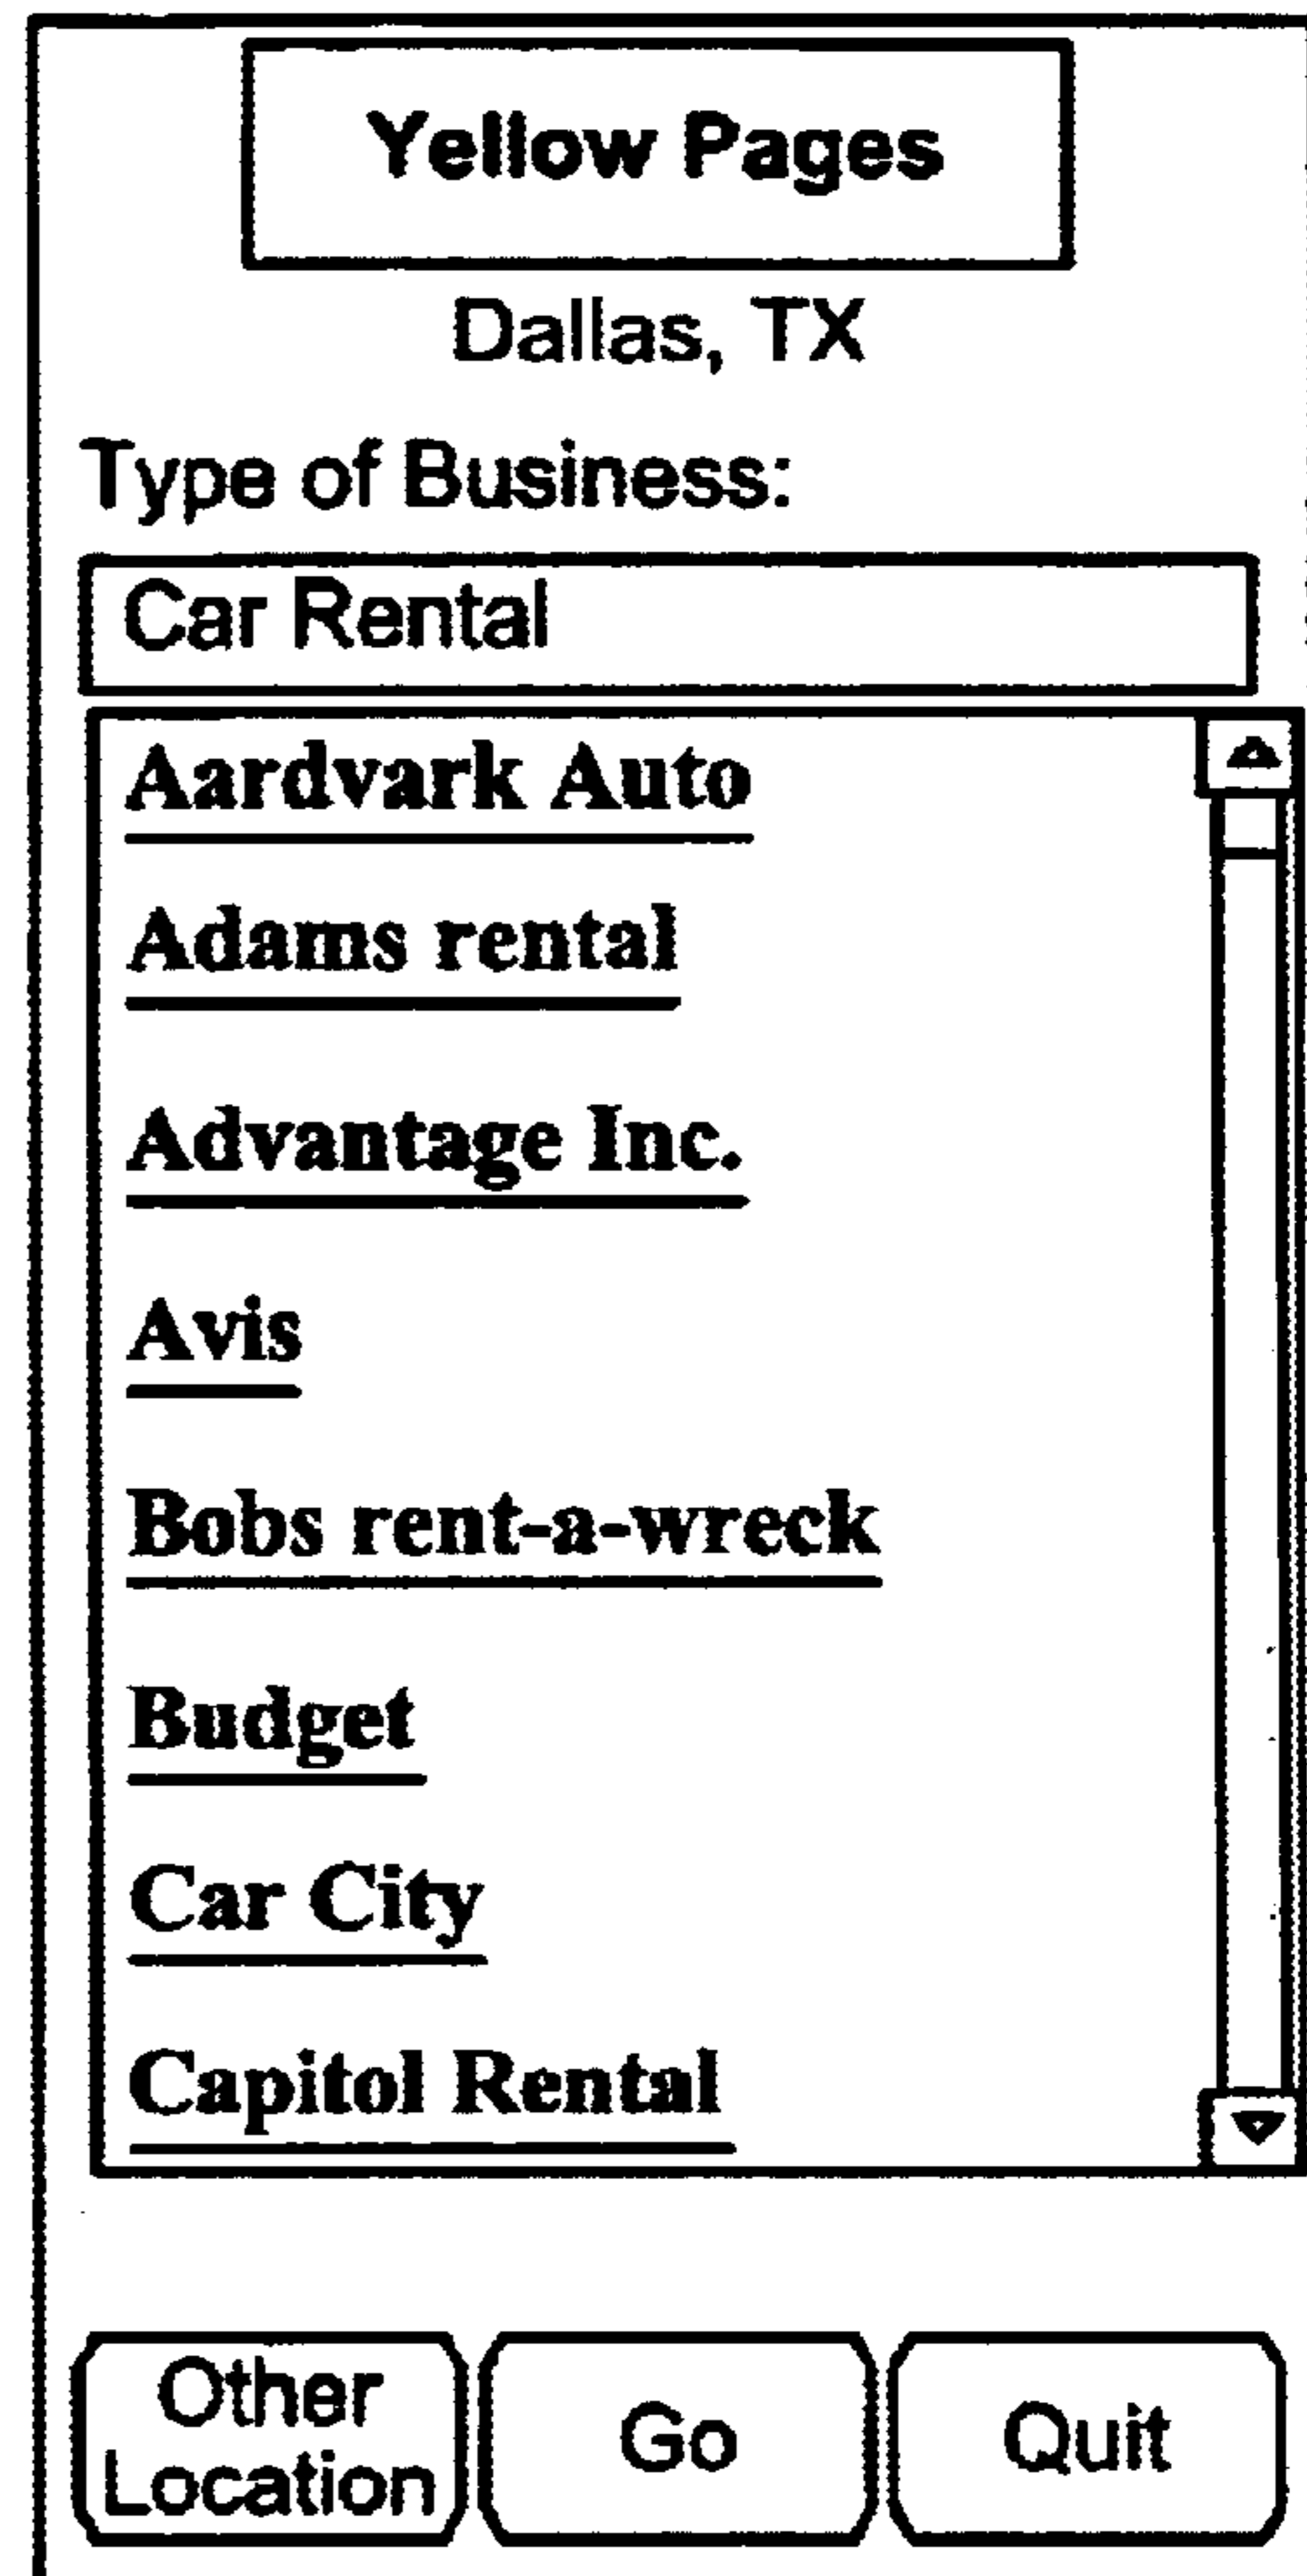 Yellow Pages
Dallas, TX
Type of Business:
Car Rental
Aardvark Auto
Adams rental
Advantage Inc.
Avis
Bobs rent-a-wreck
Budget
Car City
Capitol Rental
Other
Location
Go
Quit